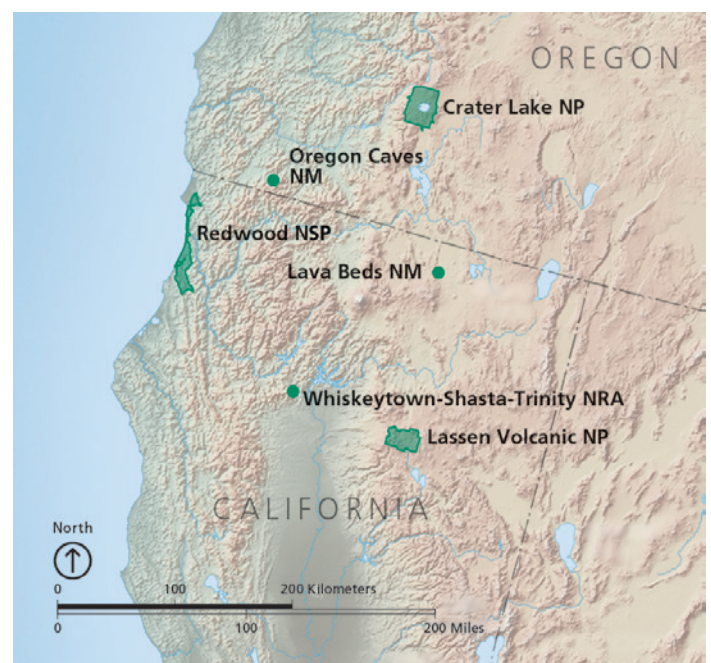 OREGON
Crater Lake NP
Oregon Caves
NM
Redwood NSP
Lava Beds NM
Whiskeytown-Shasta-Trinity NRA
Lassen Volcanic NP
CALIFORNIA
North
0 100 200 Kilometers
0 100 200 Miles